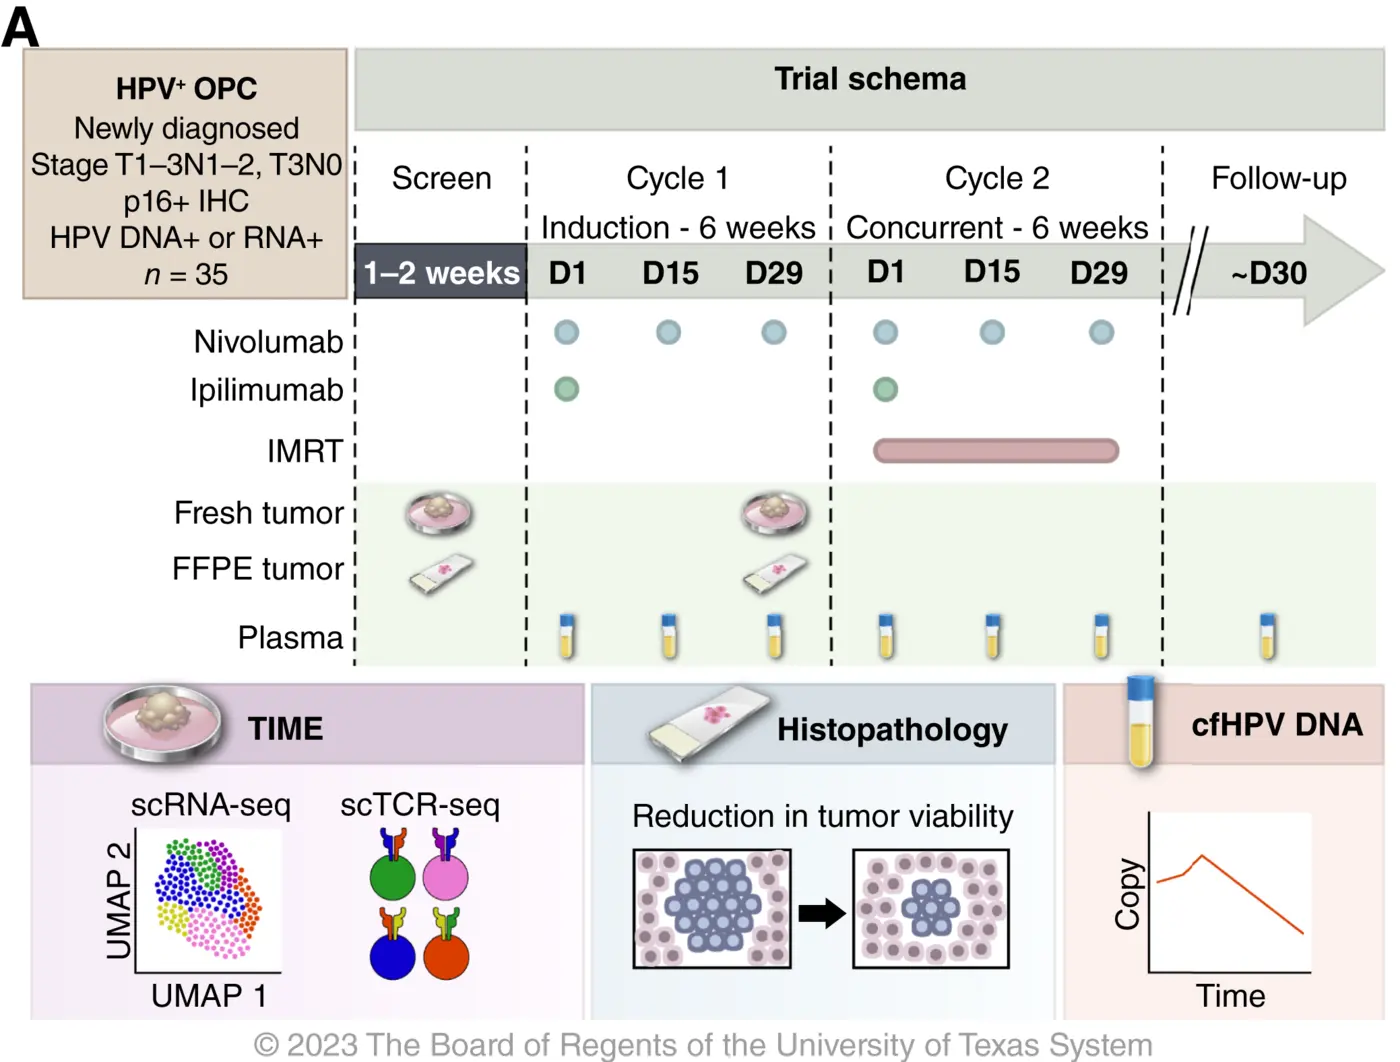 A
HPV⁺ OPC
Newly diagnosed
Stage T1–3N1–2, T3N0
p16+ IHC
HPV DNA+ or RNA+
n = 35
Trial schema
Screen
Cycle 1
Cycle 2
Follow-up
Induction - 6 weeks
Concurrent - 6 weeks
1–2 weeks
D1 D15 D29
D1 D15 D29
~D30
Nivolumab
Ipilimumab
IMRT
Fresh tumor
FFPE tumor
Plasma
TIME
scRNA-seq
scTCR-seq
UMAP 2
UMAP 1
Histopathology
Reduction in tumor viability
cfHPV DNA
Copy
Time
© 2023 The Board of Regents of the University of Texas System